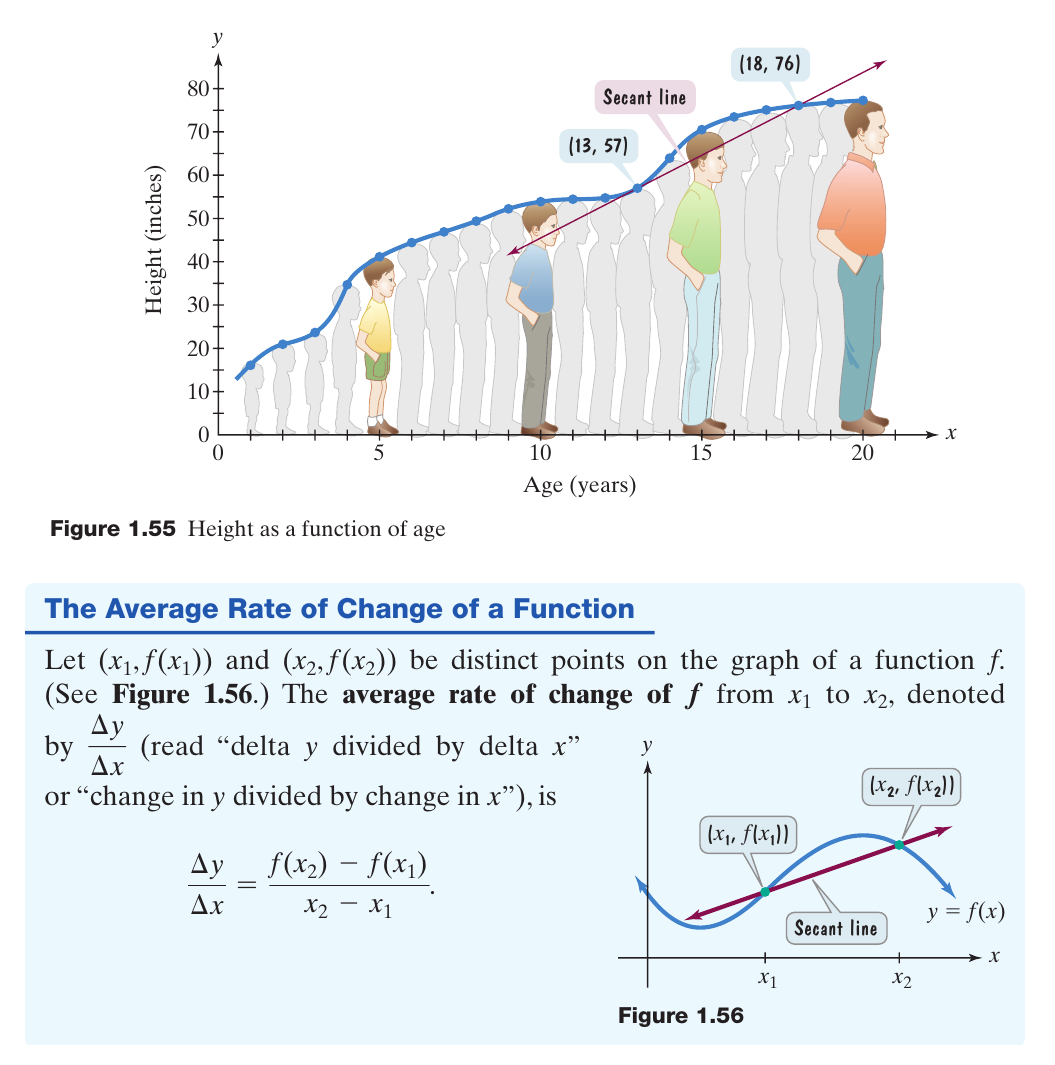 y
(18, 76)
80
Secant line
70
(13, 57)
60
50
Height (inches)
40
30
20
10
0
x
0 5 10 15 20
Age (years)
Figure 1.55 Height as a function of age
The Average Rate of Change of a Function
Let (x₁, f(x₁)) and (x₂, f(x₂)) be distinct points on the graph of a function f.
(See Figure 1.56.) The average rate of change of f from x₁ to x₂, denoted
by Δy/Δx (read “delta y divided by delta x”
or “change in y divided by change in x”), is
Δy/Δx = (f(x₂) − f(x₁))/(x₂ − x₁).
y
(x₂, f(x₂))
(x₁, f(x₁))
y = f(x)
Secant line
x
x₁ x₂
Figure 1.56